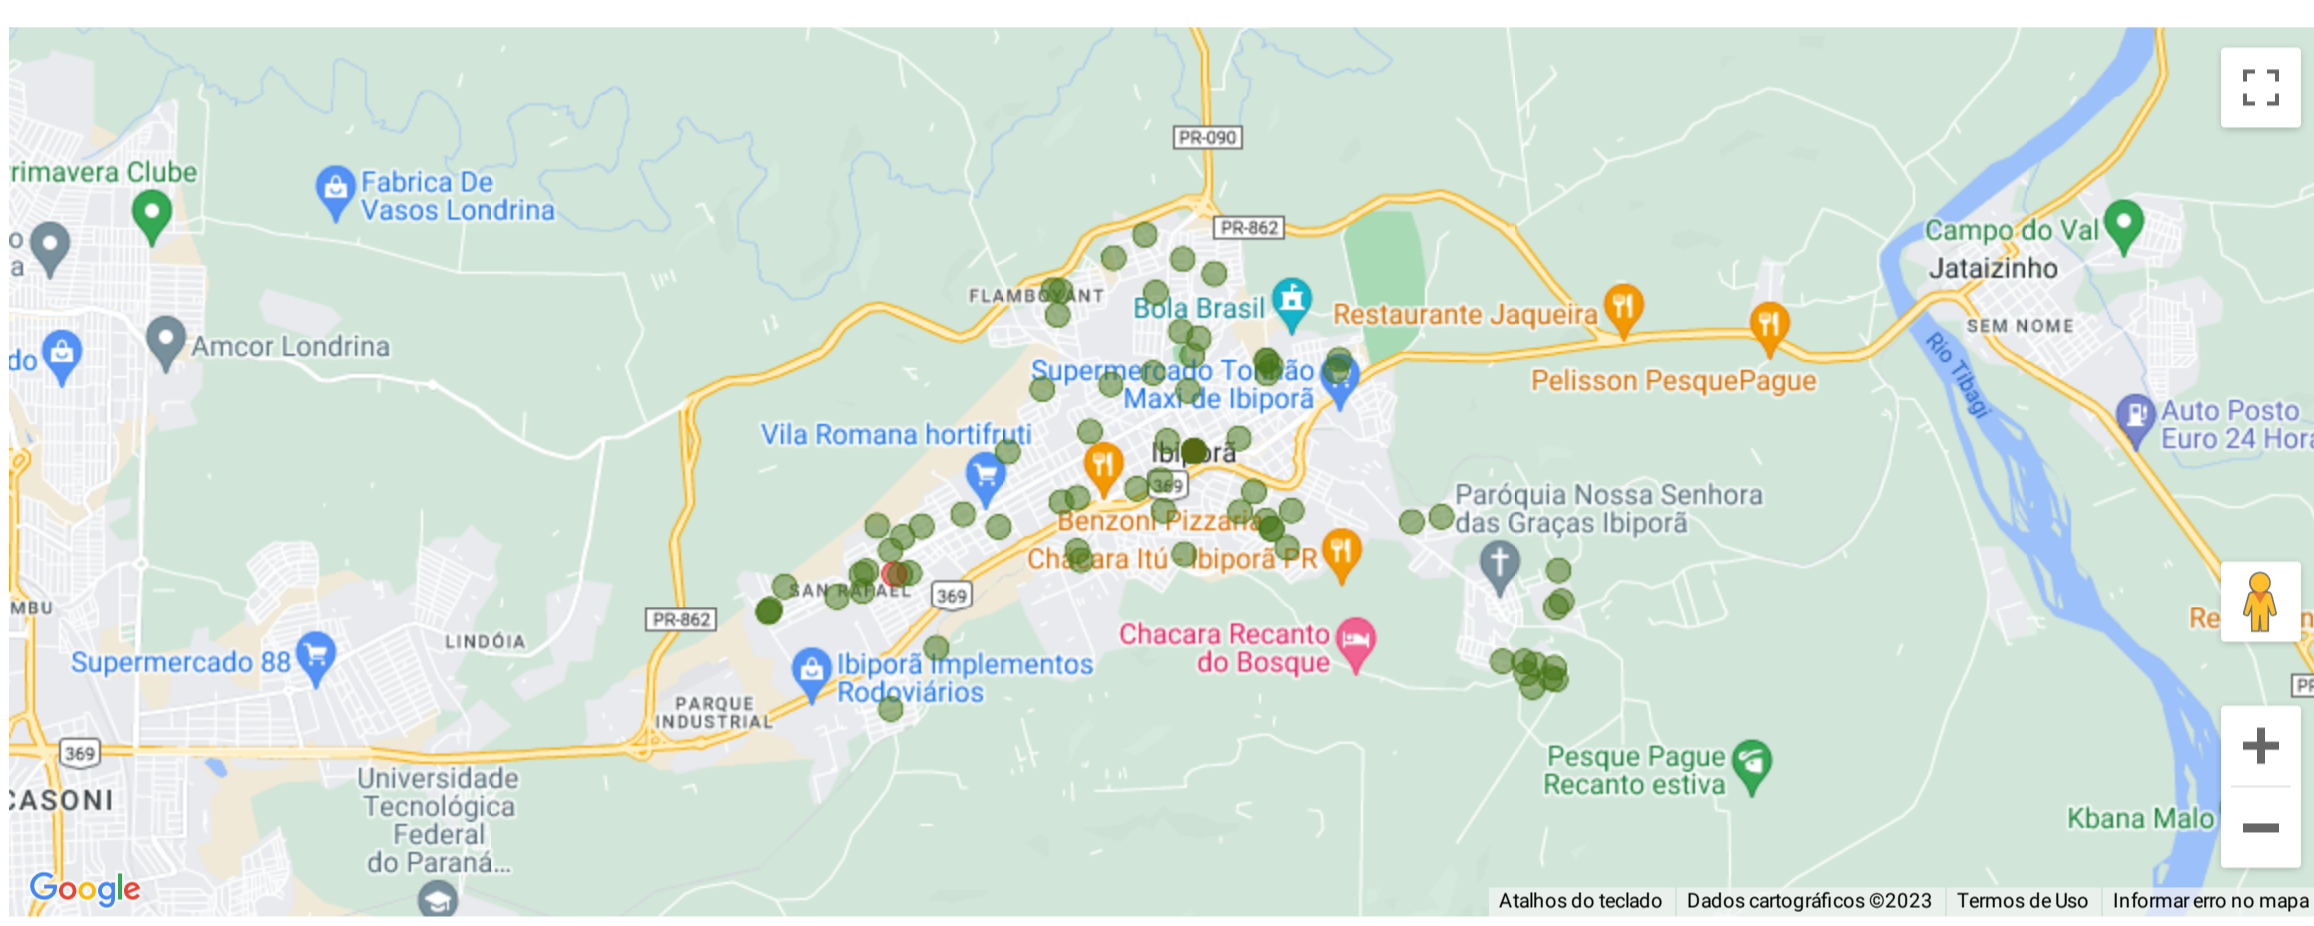 PR-090
rimavera Clube
Fabrica De
Vasos Londrina
PR-862
Campo do Val
Jataizinho
o
a
FLAMBOYANT
Bola Brasil
Restaurante Jaqueira
SEM NOME
Amcor Londrina
do
Rio Tibagi
Supermercado Tonhão
Maxi de Ibiporã
Pelisson PesquePague
Auto Posto
Euro 24 Hora
Vila Romana hortifruti
Ibiporã
369
Paróquia Nossa Senhora
das Graças Ibiporã
Benzoni Pizzaria
Chacara Itú - Ibiporã PR
SAN RAFAEL
369
MBU
PR-862
Re
n
LINDÓIA
Chacara Recanto
do Bosque
Supermercado 88
Ibiporã Implementos
Rodoviários
PR
PARQUE
INDUSTRIAL
369
Pesque Pague
Recanto estiva
Universidade
Tecnológica
Federal
do Paraná...
CASONI
Kbana Malo
Google
Atalhos do teclado
Dados cartográficos ©2023
Termos de Uso
Informar erro no mapa